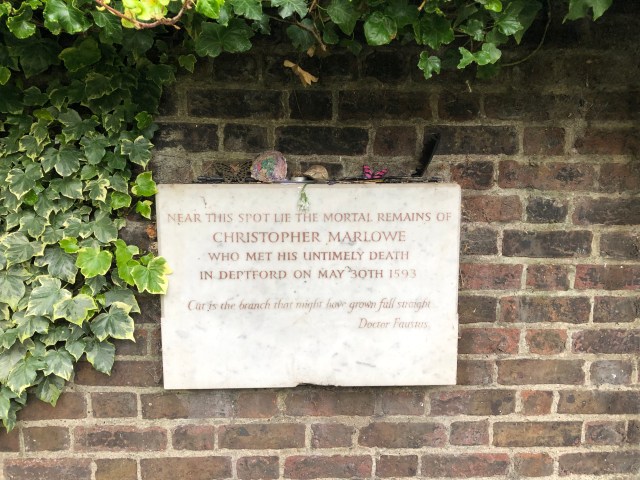 NEAR THIS SPOT LIE THE MORTAL REMAINS OF
CHRISTOPHER MARLOWE
WHO MET HIS UNTIMELY DEATH
IN DEPTFORD ON MAY 30TH 1593
Cut is the branch that might have grown full straight
Doctor Faustus.